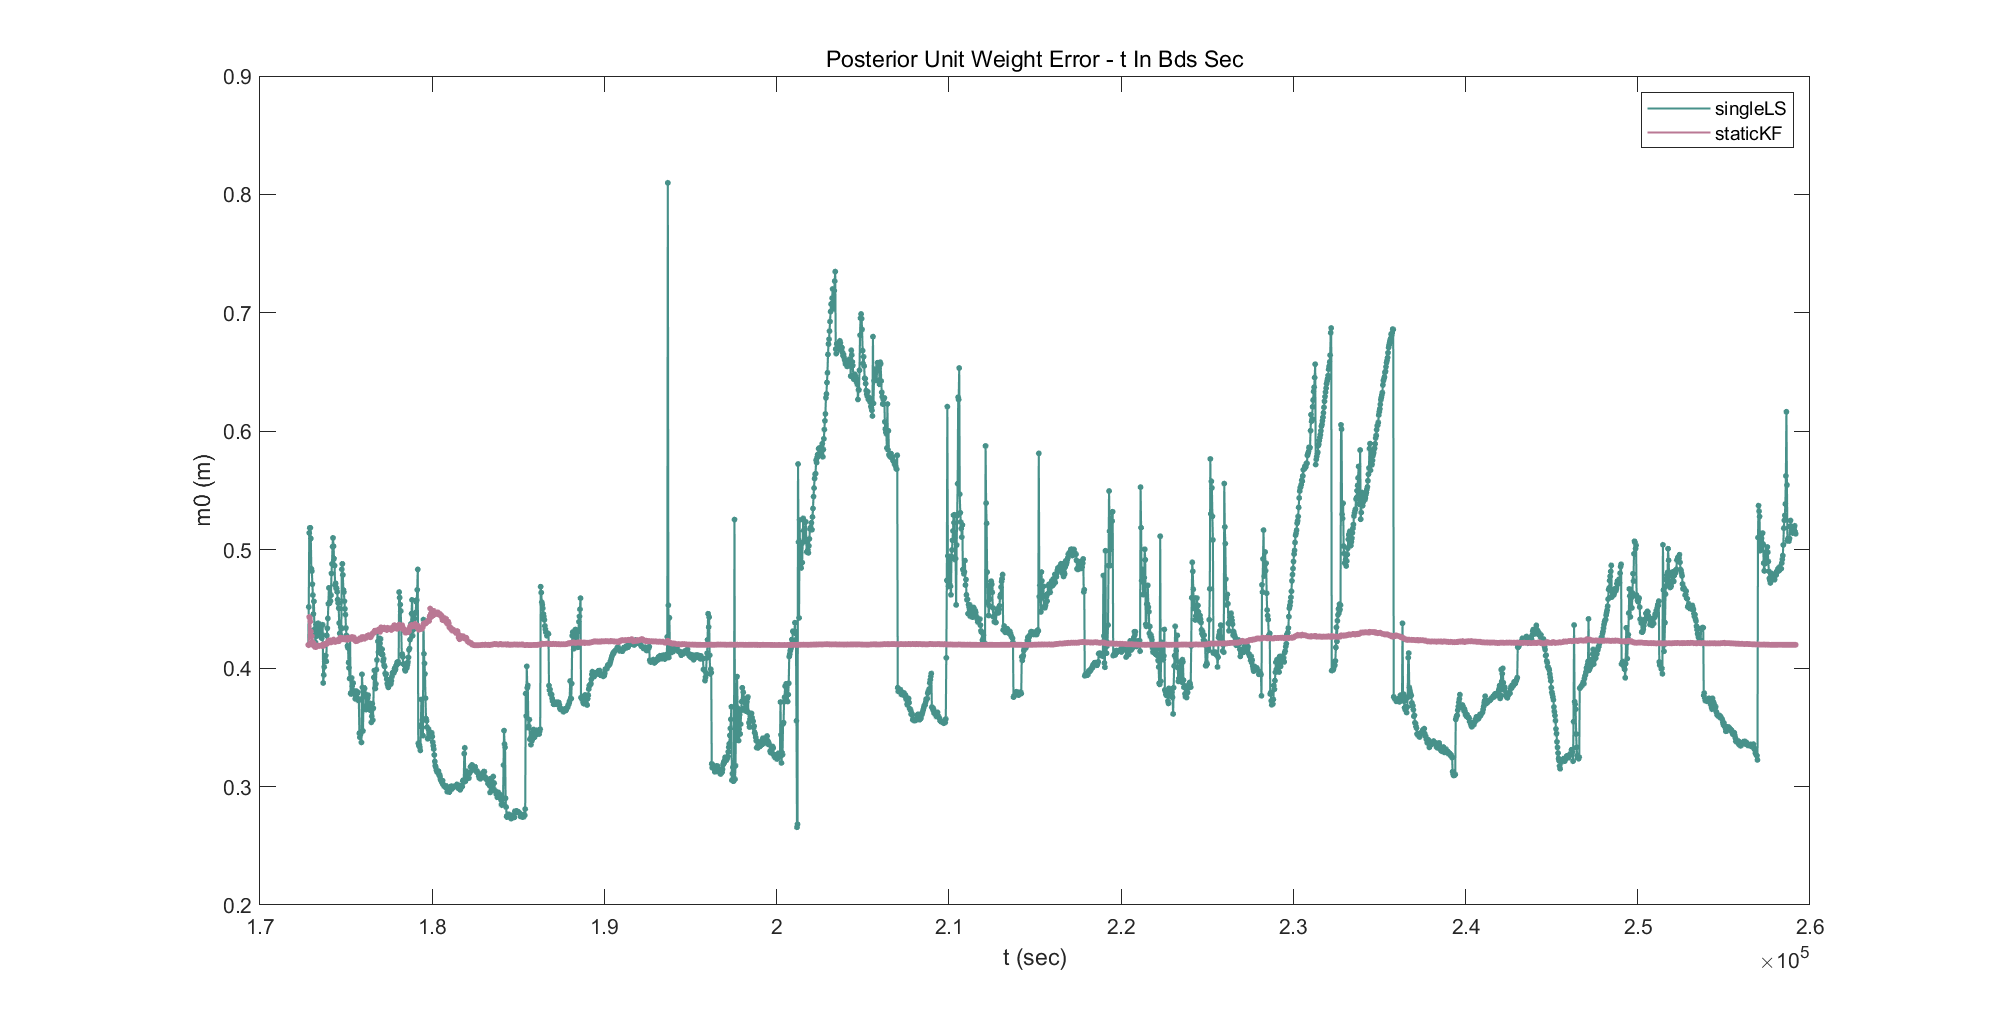 Posterior Unit Weight Error - t In Bds Sec
singleLS
staticKF
m0 (m)
0.9
0.8
0.7
0.6
0.5
0.4
0.3
0.2
1.7 1.8 1.9 2 2.1 2.2 2.3 2.4 2.5 2.6
t (sec)
×10⁵